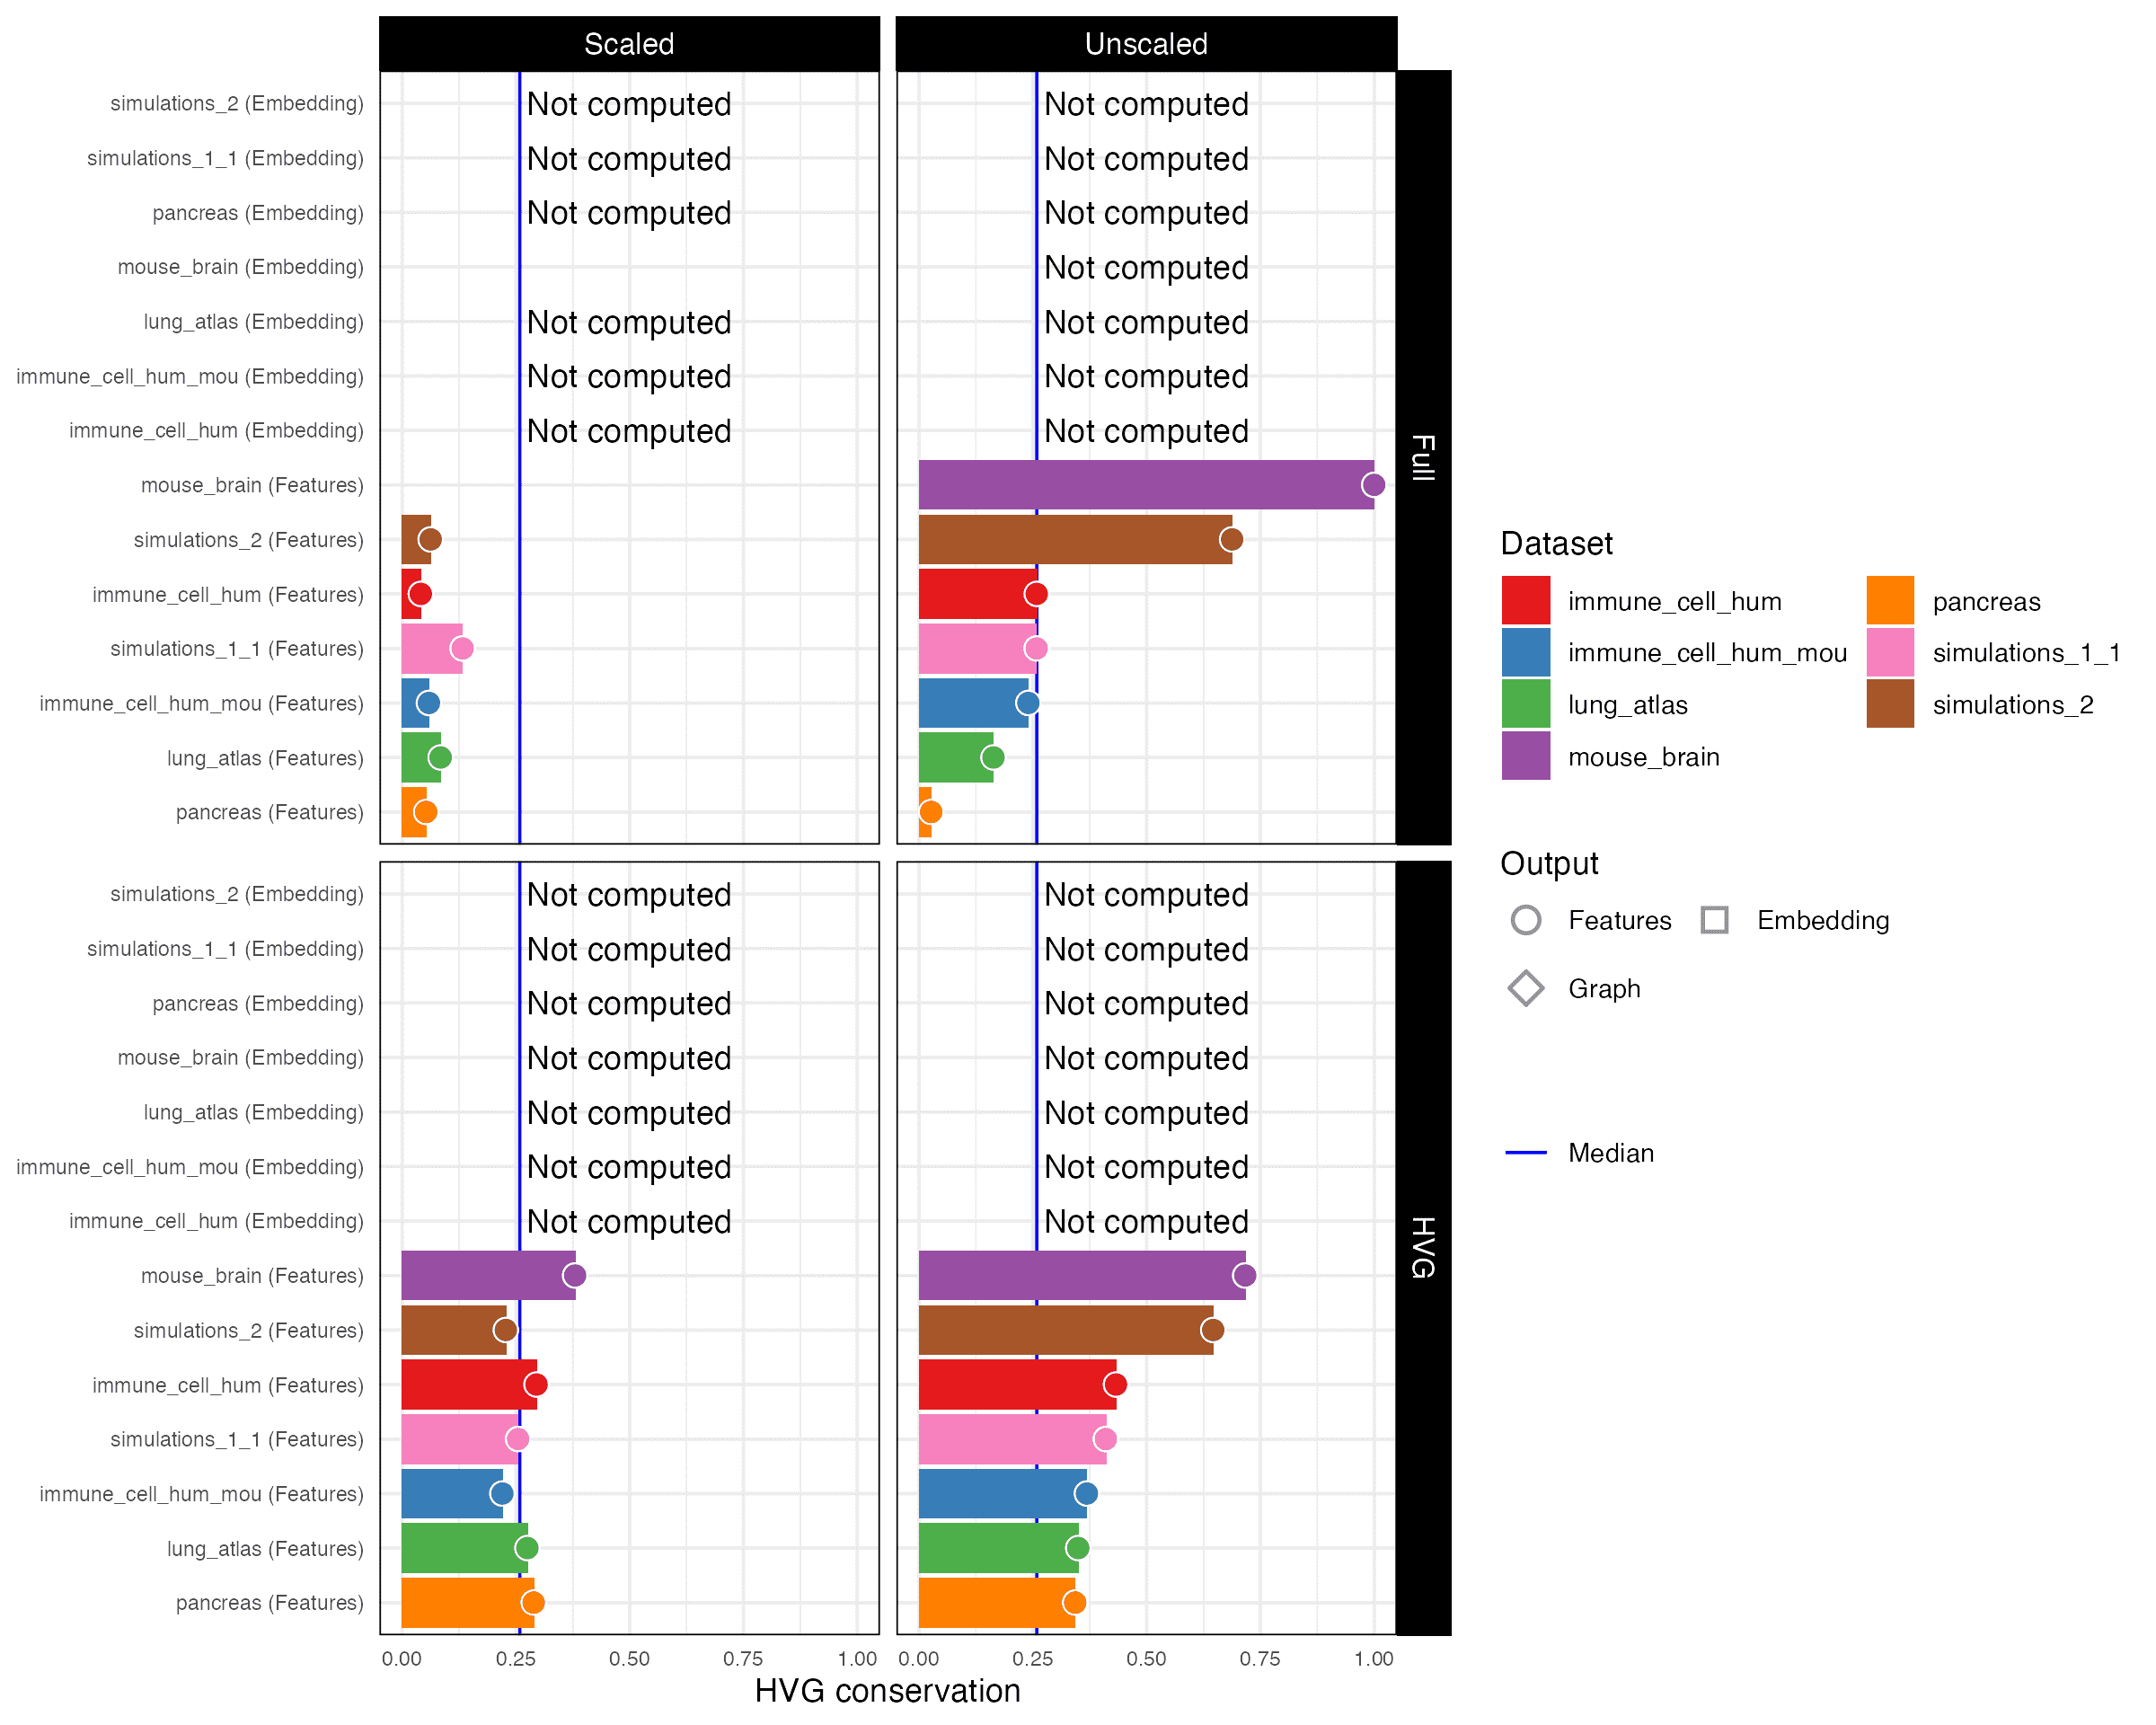 Scaled
Unscaled
simulations_2 (Embedding)
Not computed
Not computed
simulations_1_1 (Embedding)
Not computed
Not computed
pancreas (Embedding)
Not computed
Not computed
mouse_brain (Embedding)
Not computed
lung_atlas (Embedding)
Not computed
Not computed
immune_cell_hum_mou (Embedding)
Not computed
Not computed
immune_cell_hum (Embedding)
Not computed
Not computed
mouse_brain (Features)
simulations_2 (Features)
immune_cell_hum (Features)
simulations_1_1 (Features)
immune_cell_hum_mou (Features)
lung_atlas (Features)
pancreas (Features)
Full
simulations_2 (Embedding)
Not computed
Not computed
simulations_1_1 (Embedding)
Not computed
Not computed
pancreas (Embedding)
Not computed
Not computed
mouse_brain (Embedding)
Not computed
Not computed
lung_atlas (Embedding)
Not computed
Not computed
immune_cell_hum_mou (Embedding)
Not computed
Not computed
immune_cell_hum (Embedding)
Not computed
Not computed
mouse_brain (Features)
simulations_2 (Features)
immune_cell_hum (Features)
simulations_1_1 (Features)
immune_cell_hum_mou (Features)
lung_atlas (Features)
pancreas (Features)
HVG
0.00 0.25 0.50 0.75 1.00
0.00 0.25 0.50 0.75 1.00
HVG conservation
Dataset
immune_cell_hum
immune_cell_hum_mou
lung_atlas
mouse_brain
pancreas
simulations_1_1
simulations_2
Output
Features
Embedding
Graph
Median